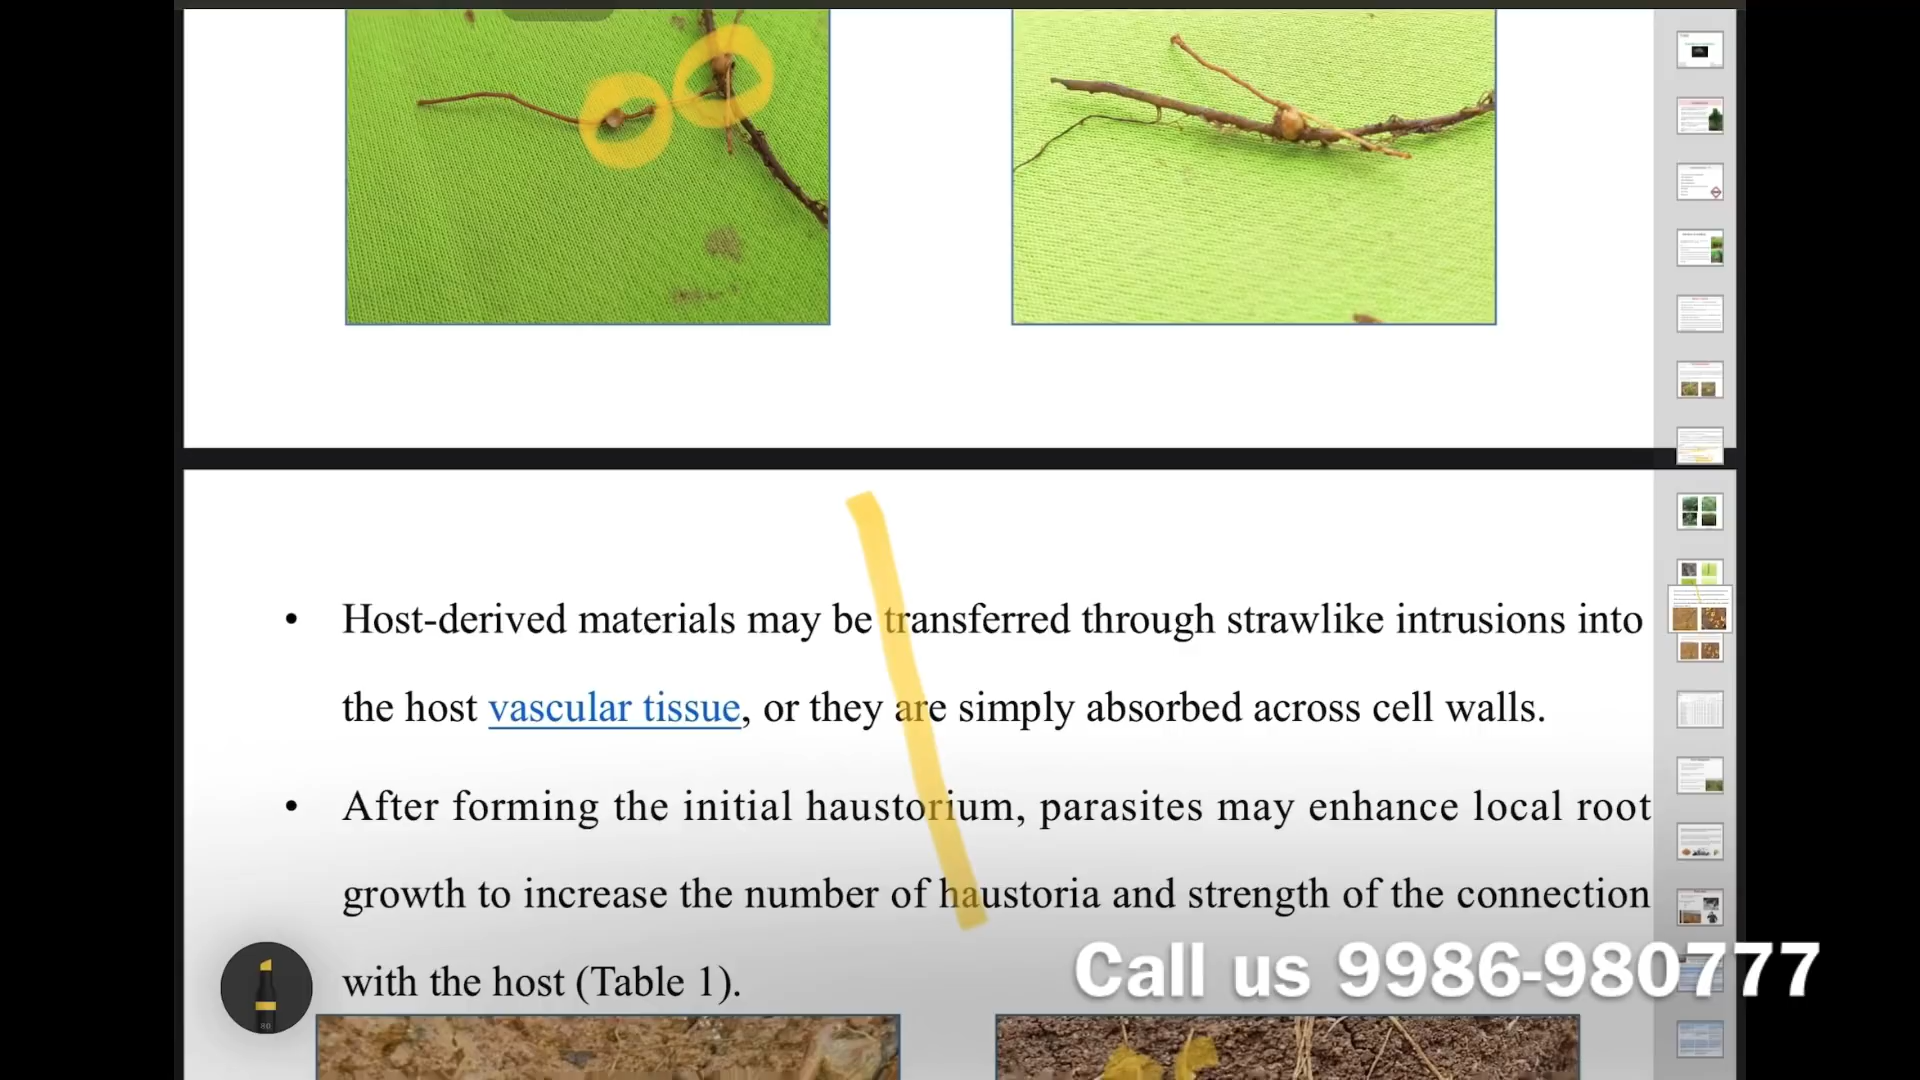 • Host-derived materials may be transferred through strawlike intrusions into
the host vascular tissue, or they are simply absorbed across cell walls.
• After forming the initial haustorium, parasites may enhance local root
growth to increase the number of haustoria and strength of the connection
with the host (Table 1).
Call us 9986-980777
80